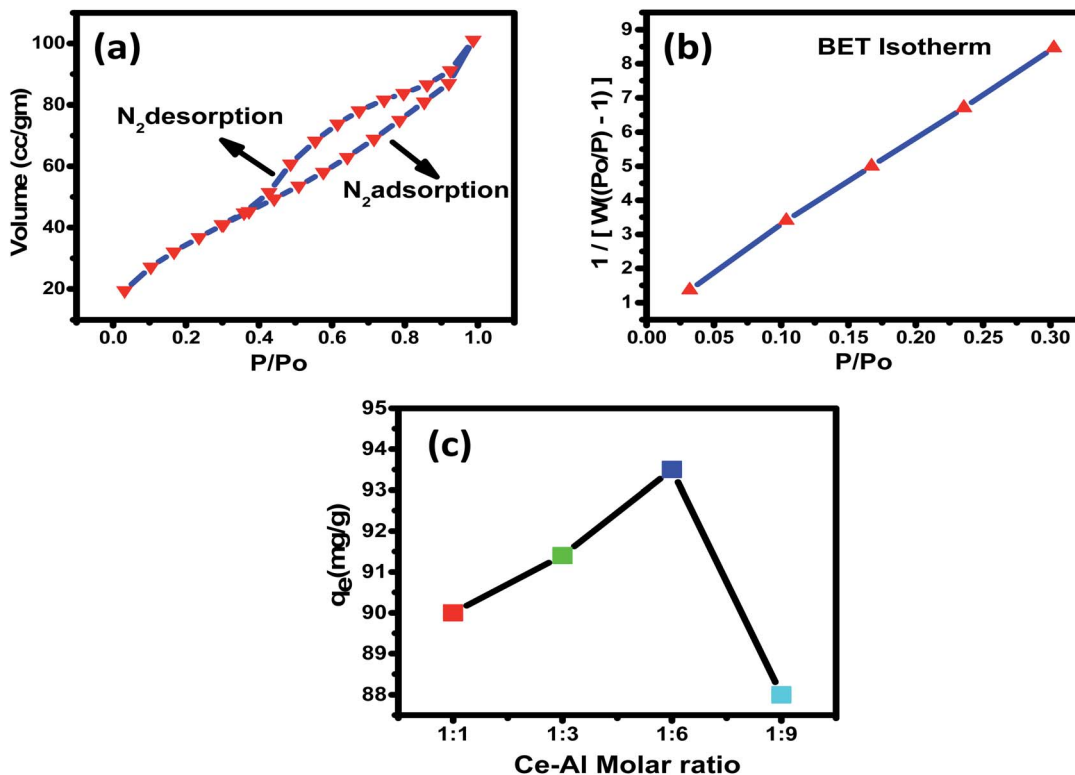 (a)
N2desorption
N2adsorption
Volume (cc/gm)
100
80
60
40
20
0.0 0.2 0.4 0.6 0.8 1.0
P/Po
(b)
BET Isotherm
1 / [ W((Po/P) - 1) ]
9
8
7
6
5
4
3
2
1
0.00 0.05 0.10 0.15 0.20 0.25 0.30
P/Po
(c)
qe(mg/g)
95
94
93
92
91
90
89
88
1:1 1:3 1:6 1:9
Ce-Al Molar ratio